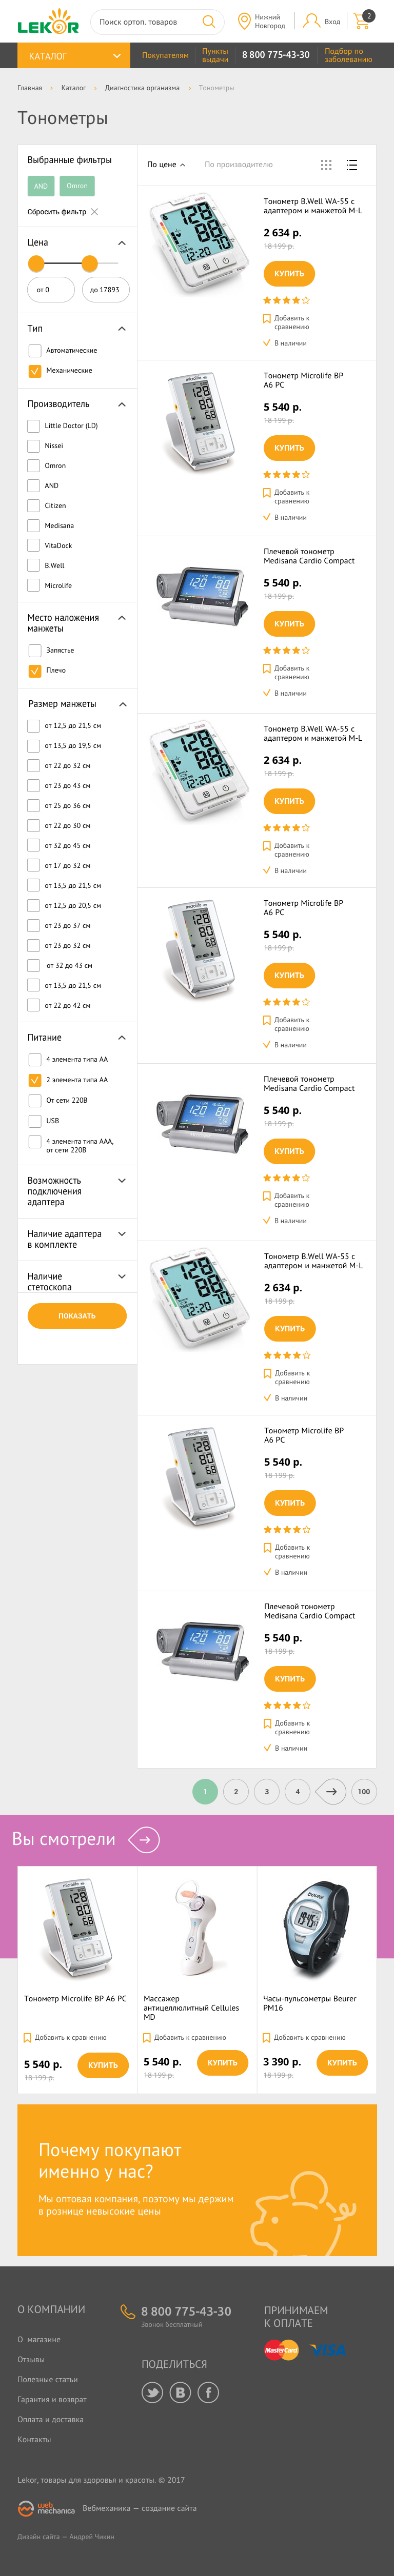 LEKOR
Поиск ортоп. товаров
Нижний
Новгород
Вход
2
КАТАЛОГ
Покупателям
Пункты
выдачи
8 800 775-43-30
Подбор по
заболеванию
Главная
Каталог
Диагностика организма
Тонометры
Тонометры
Выбранные фильтры
AND
Omron
Сбросить фильтр
Цена
от 0
до 17893
Тип
Автоматические
Механические
Производитель
Little Doctor (LD)
Nissei
Omron
AND
Citizen
Medisana
VitaDock
B.Well
Microlife
Место наложения
манжеты
Запястье
Плечо
Размер манжеты
от 12,5 до 21,5 см
от 13,5 до 19,5 см
от 22 до 32 см
от 23 до 43 см
от 25 до 36 см
от 22 до 30 см
от 32 до 45 см
от 17 до 32 см
от 13,5 до 21,5 см
от 12,5 до 20,5 см
от 23 до 37 см
от 23 до 32 см
от 32 до 43 см
от 13,5 до 21,5 см
от 22 до 42 см
Питание
4 элемента типа АА
2 элемента типа АА
От сети 220В
USB
4 элемента типа ААА,
от сети 220В
Возможность
подключения
адаптера
Наличие адаптера
в комплекте
Наличие
стетоскопа
ПОКАЗАТЬ
По цене
По производителю
Тонометр B.Well WA-55 с
адаптером и манжетой M-L
2 634 р.
18 199 р.
КУПИТЬ
Добавить к
сравнению
В наличии
Тонометр Microlife BP
A6 PC
5 540 р.
18 199 р.
КУПИТЬ
Добавить к
сравнению
В наличии
Плечевой тонометр
Medisana Cardio Compact
5 540 р.
18 199 р.
КУПИТЬ
Добавить к
сравнению
В наличии
Тонометр B.Well WA-55 с
адаптером и манжетой M-L
2 634 р.
18 199 р.
КУПИТЬ
Добавить к
сравнению
В наличии
Тонометр Microlife BP
A6 PC
5 540 р.
18 199 р.
КУПИТЬ
Добавить к
сравнению
В наличии
Плечевой тонометр
Medisana Cardio Compact
5 540 р.
18 199 р.
КУПИТЬ
Добавить к
сравнению
В наличии
Тонометр B.Well WA-55 с
адаптером и манжетой M-L
2 634 р.
18 199 р.
КУПИТЬ
Добавить к
сравнению
В наличии
Тонометр Microlife BP
A6 PC
5 540 р.
18 199 р.
КУПИТЬ
Добавить к
сравнению
В наличии
Плечевой тонометр
Medisana Cardio Compact
5 540 р.
18 199 р.
КУПИТЬ
Добавить к
сравнению
В наличии
1
2
3
4
100
Вы смотрели
Тонометр Microlife BP A6 PC
Добавить к сравнению
5 540 р.
18 199 р.
КУПИТЬ
Массажер
антицеллюлитный Cellules
MD
Добавить к сравнению
5 540 р.
18 199 р.
КУПИТЬ
Часы-пульсометры Beurer
PM16
Добавить к сравнению
3 390 р.
18 199 р.
КУПИТЬ
Почему покупают
именно у нас?
Мы оптовая компания, поэтому мы держим
в рознице невысокие цены
О КОМПАНИИ
О магазине
Отзывы
Полезные статьи
Гарантия и возврат
Оплата и доставка
Контакты
8 800 775-43-30
Звонок бесплатный
ПОДЕЛИТЬСЯ
ПРИНИМАЕМ
К ОПЛАТЕ
MasterCard
VISA
Lekor, товары для здоровья и красоты. © 2017
web
mechanica
Вебмеханика — создание сайта
Дизайн сайта — Андрей Чикин